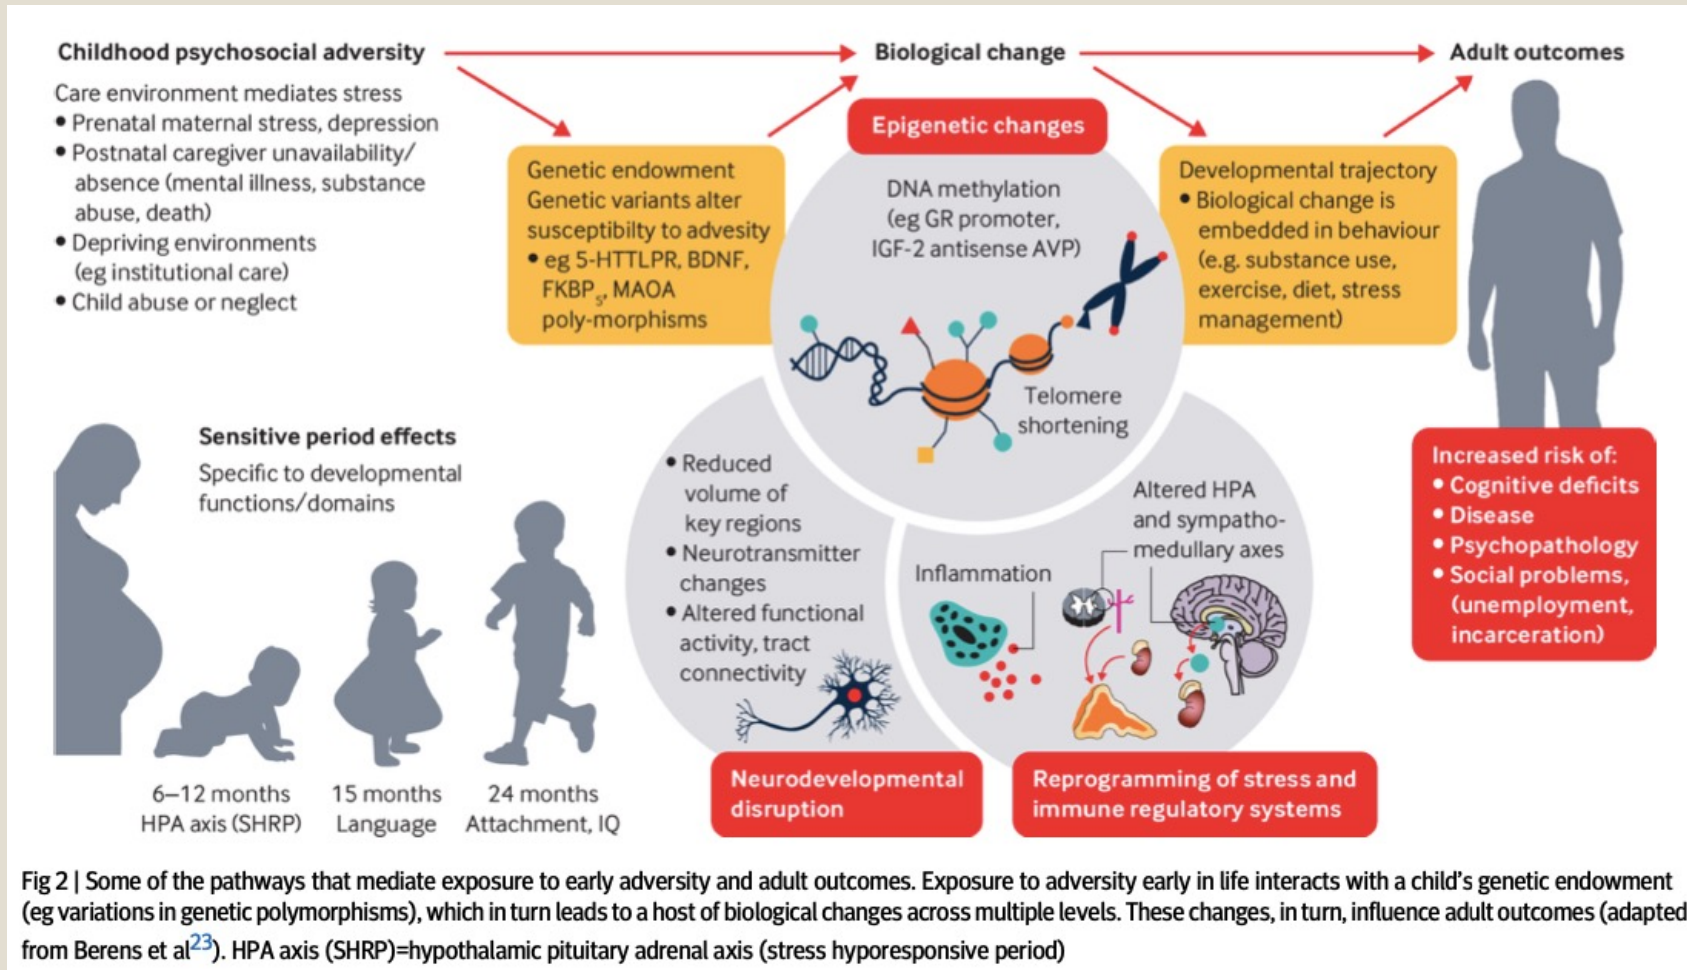 Childhood psychosocial adversity
Care environment mediates stress
• Prenatal maternal stress, depression
• Postnatal caregiver unavailability/
absence (mental illness, substance
abuse, death)
• Depriving environments
(eg institutional care)
• Child abuse or neglect
Genetic endowment
Genetic variants alter
susceptibilty to advesity
• eg 5-HTTLPR, BDNF,
FKBP5, MAOA
poly-morphisms
Biological change
Epigenetic changes
DNA methylation
(eg GR promoter,
IGF-2 antisense AVP)
Telomere
shortening
Developmental trajectory
• Biological change is
embedded in behaviour
(e.g. substance use,
exercise, diet, stress
management)
Adult outcomes
Increased risk of:
• Cognitive deficits
• Disease
• Psychopathology
• Social problems,
(unemployment,
incarceration)
Sensitive period effects
Specific to developmental
functions/domains
6–12 months
HPA axis (SHRP)
15 months
Language
24 months
Attachment, IQ
• Reduced
volume of
key regions
• Neurotransmitter
changes
• Altered functional
activity, tract
connectivity
Neurodevelopmental
disruption
Altered HPA
and sympatho-
medullary axes
Inflammation
Reprogramming of stress and
immune regulatory systems
Fig 2 | Some of the pathways that mediate exposure to early adversity and adult outcomes. Exposure to adversity early in life interacts with a child's genetic endowment
(eg variations in genetic polymorphisms), which in turn leads to a host of biological changes across multiple levels. These changes, in turn, influence adult outcomes (adapted
from Berens et al23). HPA axis (SHRP)=hypothalamic pituitary adrenal axis (stress hyporesponsive period)